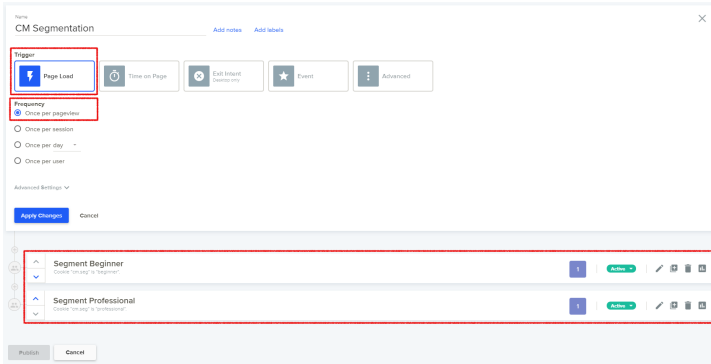 Name
CM Segmentation
Add notes
Add labels
Trigger
Page Load
Time on Page
Exit Intent
Desktop only
Event
Advanced
Frequency
Once per pageview
Once per session
Once per day
Once per user
Advanced Settings
Apply Changes
Cancel
Segment Beginner
Cookie "cm.seg" is "beginner".
1
Active
Segment Professional
Cookie "cm.seg" is "professional".
1
Active
Publish
Cancel